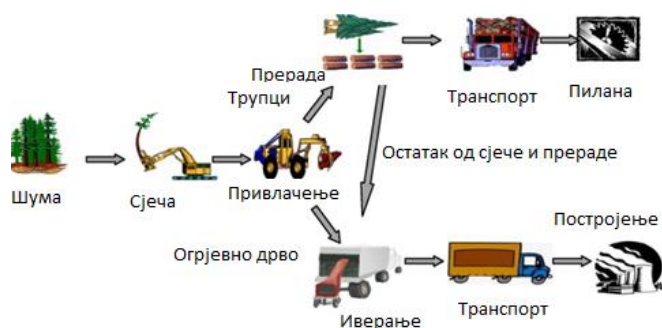 Прерада
Трупци
Транспорт
Пилана
Остатак од сјече и прераде
Шума
Сјеча
Привлачење
Постројење
Огрјевно дрво
Иверање
Транспорт